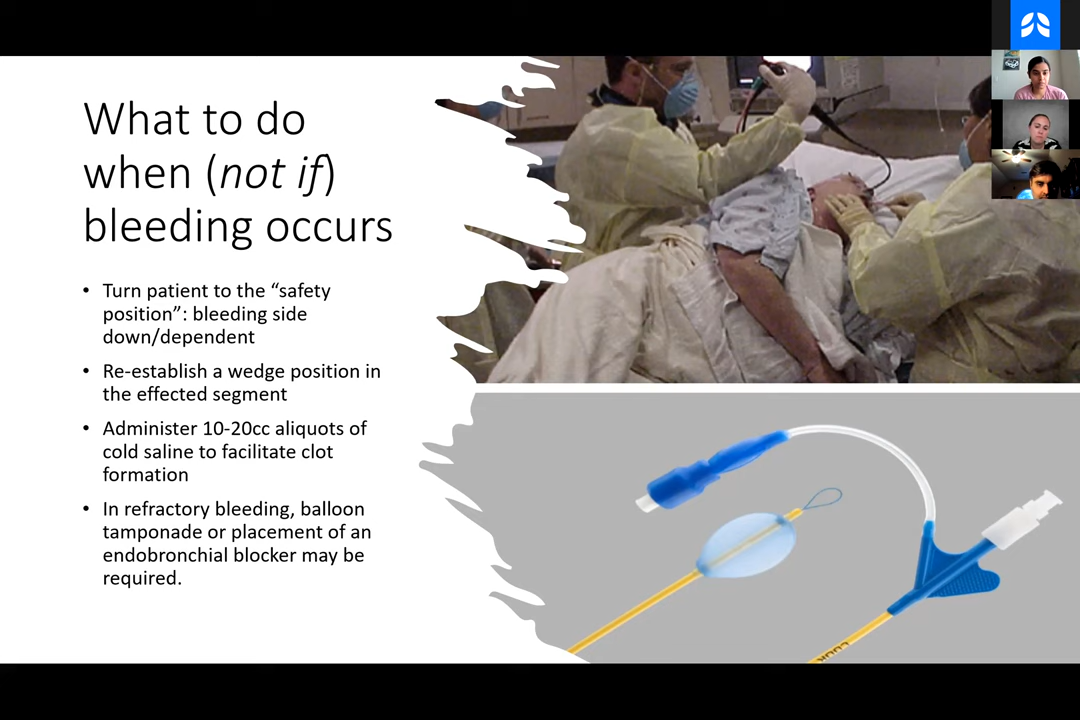 What to do
when (not if)
bleeding occurs
• Turn patient to the “safety
position”: bleeding side
down/dependent
• Re-establish a wedge position in
the effected segment
• Administer 10-20cc aliquots of
cold saline to facilitate clot
formation
• In refractory bleeding, balloon
tamponade or placement of an
endobronchial blocker may be
required.
COOK